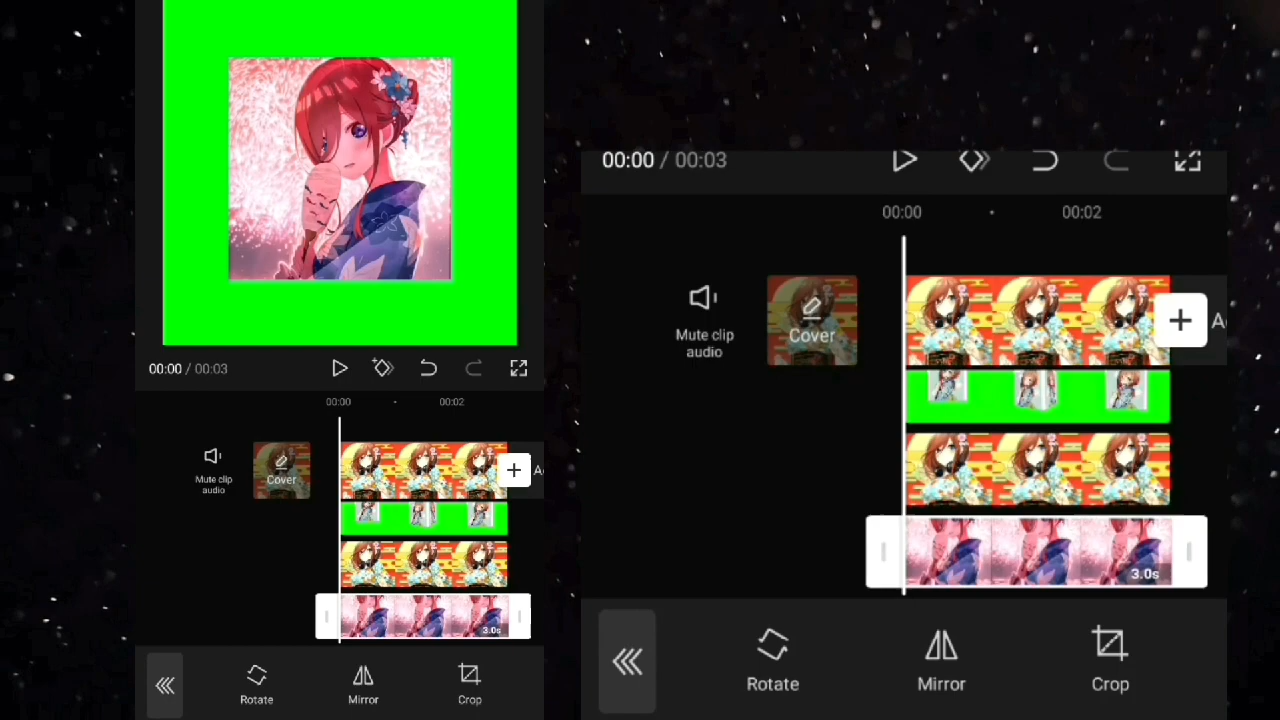 00:00 / 00:03
00:00
00:02
Mute clip
audio
Cover
A
3.0s
Rotate
Mirror
Crop
00:00 / 00:03
00:00
00:02
Mute clip
audio
Cover
A
3.0s
Rotate
Mirror
Crop